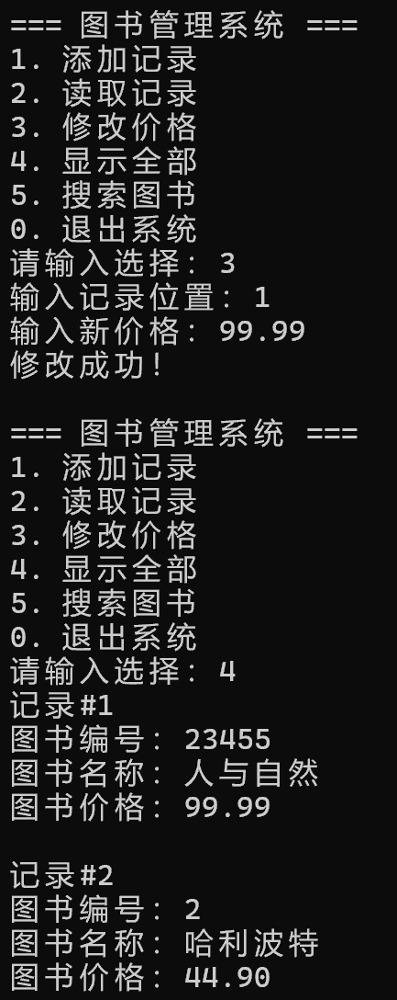 === 图书管理系统 ===
1. 添加记录
2. 读取记录
3. 修改价格
4. 显示全部
5. 搜索图书
0. 退出系统
请输入选择: 3
输入记录位置: 1
输入新价格: 99.99
修改成功!

=== 图书管理系统 ===
1. 添加记录
2. 读取记录
3. 修改价格
4. 显示全部
5. 搜索图书
0. 退出系统
请输入选择: 4
记录#1
图书编号: 23455
图书名称: 人与自然
图书价格: 99.99

记录#2
图书编号: 2
图书名称: 哈利波特
图书价格: 44.90